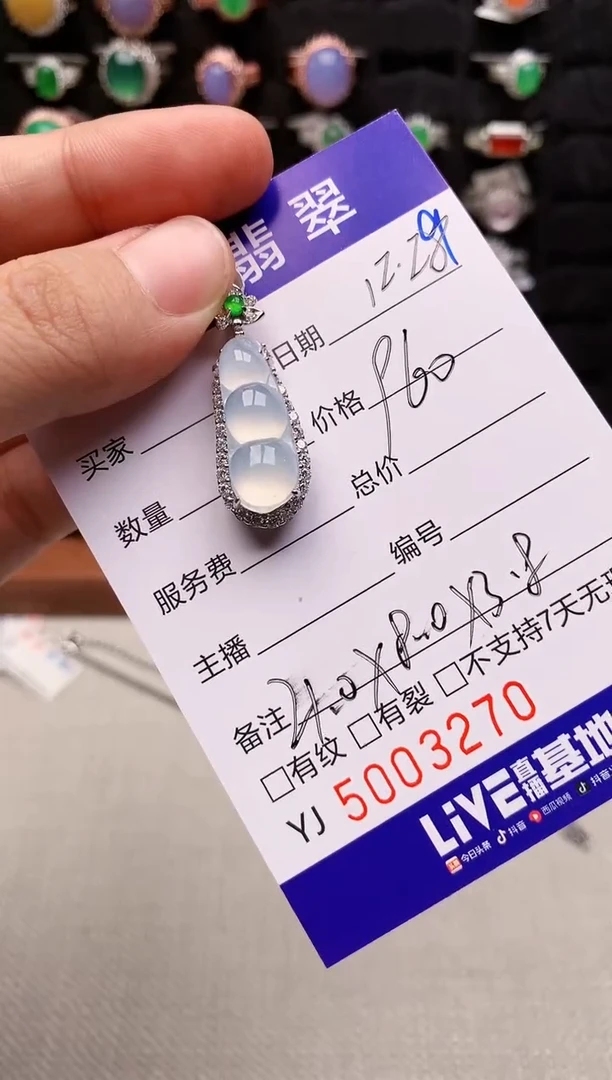 翡翠
日期 12.29
买家
价格 960
数量
总价
服务费
编号
主播
备注 21.0X8.0X3.8
□有纹 □有裂 □不支持7天无理
YJ 5003270
LiVE直播基地
今日头条 抖音 西瓜视频 抖音